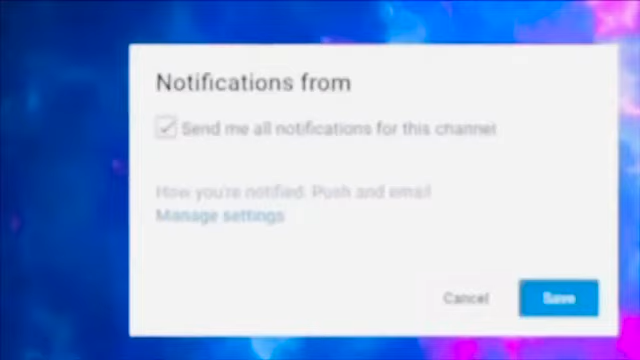 Notifications from
Send me all notifications for this channel
How you're notified: Push and email
Manage settings
Cancel
Save